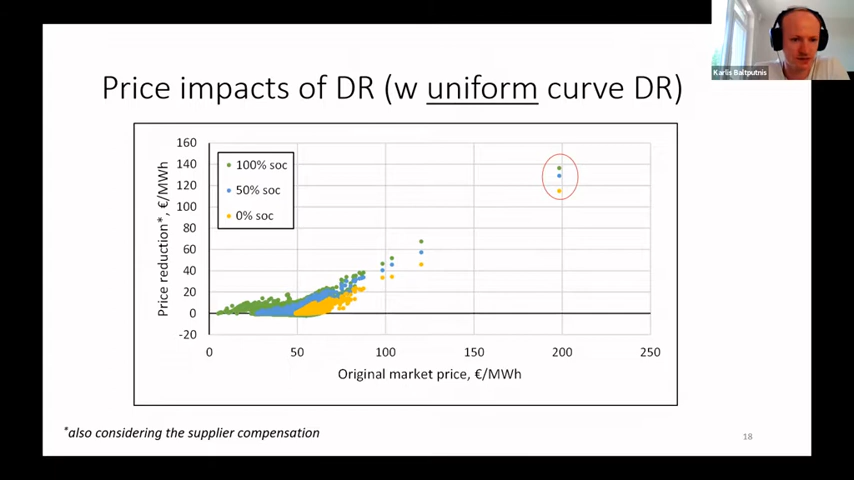 Karlis Baltputnis
Price impacts of DR (w uniform curve DR)
160
140
120
100
80
60
40
20
0
-20
Price reduction*, €/MWh
100% soc
50% soc
0% soc
0
50
100
150
200
250
Original market price, €/MWh
*also considering the supplier compensation
18